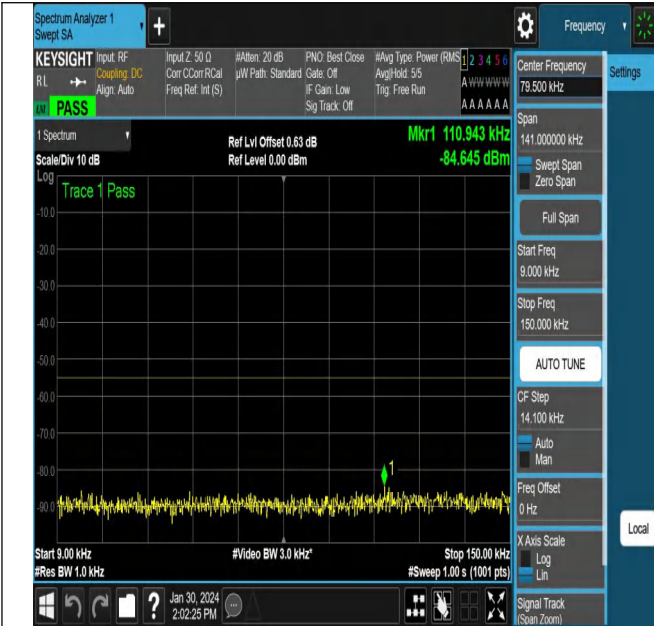 Spectrum Analyzer 1
Swept SA
+
Frequency
KEYSIGHT
Input: RF
Coupling: DC
Align: Auto
Input Z: 50 Ω
Corr CCorr RCal
Freq Ref: Int (S)
#Atten: 20 dB
µW Path: Standard
PNO: Best Close
Gate: Off
IF Gain: Low
Sig Track: Off
#Avg Type: Power (RMS
Avg|Hold: 5/5
Trig: Free Run
1 2 3 4 5 6
A W W W W W
A A A A A A
R L
LXI
PASS
1 Spectrum
Scale/Div 10 dB
Ref Lvl Offset 0.63 dB
Ref Level 0.00 dBm
Mkr1 110.943 kHz
-84.645 dBm
Log
Trace 1 Pass
-10.0
-20.0
-30.0
-40.0
-50.0
-60.0
-70.0
-80.0
-90.0
1
Start 9.00 kHz
#Res BW 1.0 kHz
#Video BW 3.0 kHz*
Stop 150.00 kHz
#Sweep 1.00 s (1001 pts)
?
Jan 30, 2024
2:02:25 PM
Center Frequency
79.500 kHz
Settings
Span
141.000000 kHz
Swept Span
Zero Span
Full Span
Start Freq
9.000 kHz
Stop Freq
150.000 kHz
AUTO TUNE
CF Step
14.100 kHz
Auto
Man
Freq Offset
0 Hz
Local
X Axis Scale
Log
Lin
Signal Track
(Span Zoom)